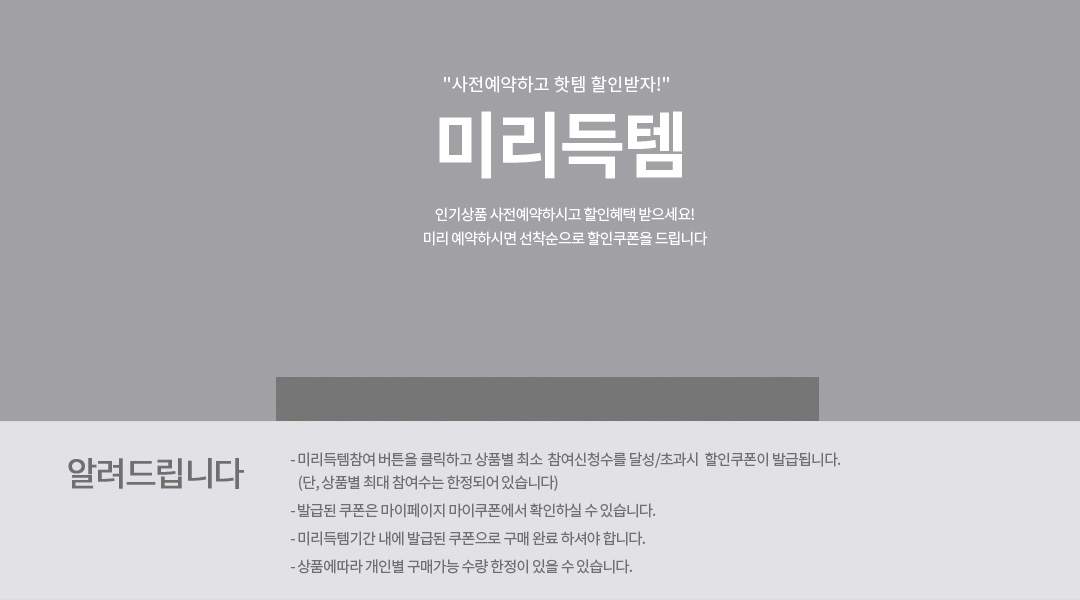 "사전예약하고 핫템 할인받자!"
미리득템
인기상품 사전예약하시고 할인혜택 받으세요!
미리 예약하시면 선착순으로 할인쿠폰을 드립니다
알려드립니다
- 미리득템참여 버튼을 클릭하고 상품별 최소 참여신청수를 달성/초과시 할인쿠폰이 발급됩니다.
(단, 상품별 최대 참여수는 한정되어 있습니다)
- 발급된 쿠폰은 마이페이지 마이쿠폰에서 확인하실 수 있습니다.
- 미리득템기간 내에 발급된 쿠폰으로 구매 완료 하셔야 합니다.
- 상품에따라 개인별 구매가능 수량 한정이 있을 수 있습니다.